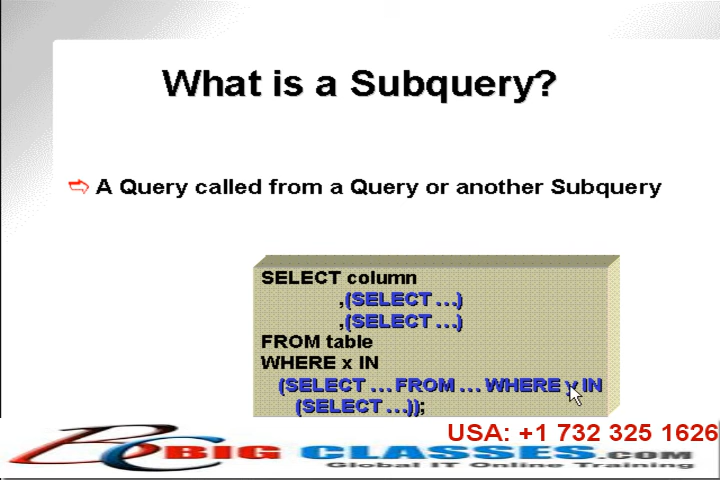 What is a Subquery?
A Query called from a Query or another Subquery
SELECT column
,(SELECT ...)
,(SELECT ...)
FROM table
WHERE x IN
(SELECT ... FROM ... WHERE y IN
(SELECT ...));
USA: +1 732 325 1626
BIG CLASSES.COM
Global IT Online Training